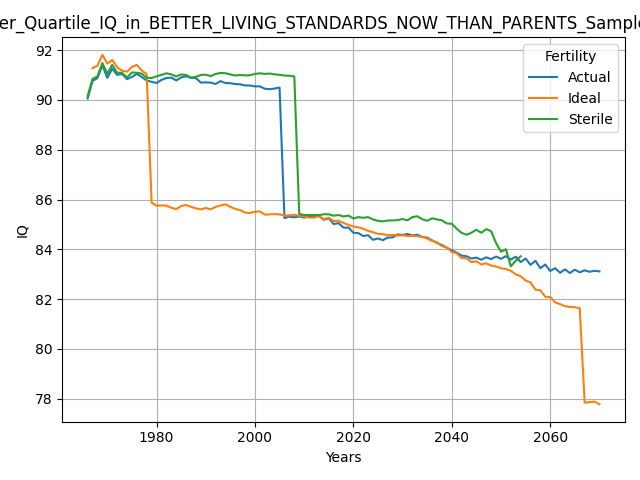 er_Quartile_IQ_in_BETTER_LIVING_STANDARDS_NOW_THAN_PARENTS_Sample
Fertility
Actual
Ideal
Sterile
92
90
88
86
84
82
80
78
IQ
1980 2000 2020 2040 2060
Years